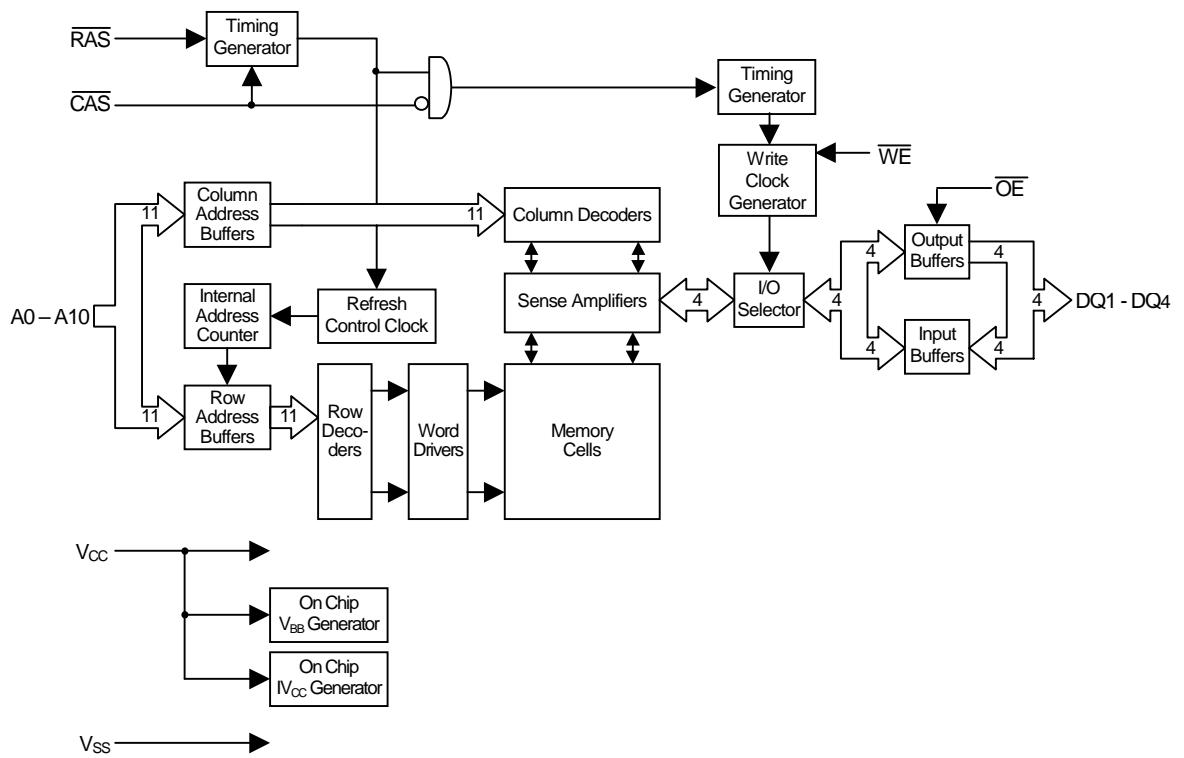 RAS
Timing
Generator
CAS
Timing
Generator
Write
Clock
Generator
WE
OE
Column
Address
Buffers
11
11
Column Decoders
Output
Buffers
4
4
A0 – A10
Internal
Address
Counter
Refresh
Control Clock
Sense Amplifiers
4
I/O
Selector
4
4
DQ1 - DQ4
Input
Buffers
4
4
11
Row
Address
Buffers
11
Row
Deco-
ders
Word
Drivers
Memory
Cells
VCC
On Chip
VBB Generator
On Chip
IVCC Generator
VSS